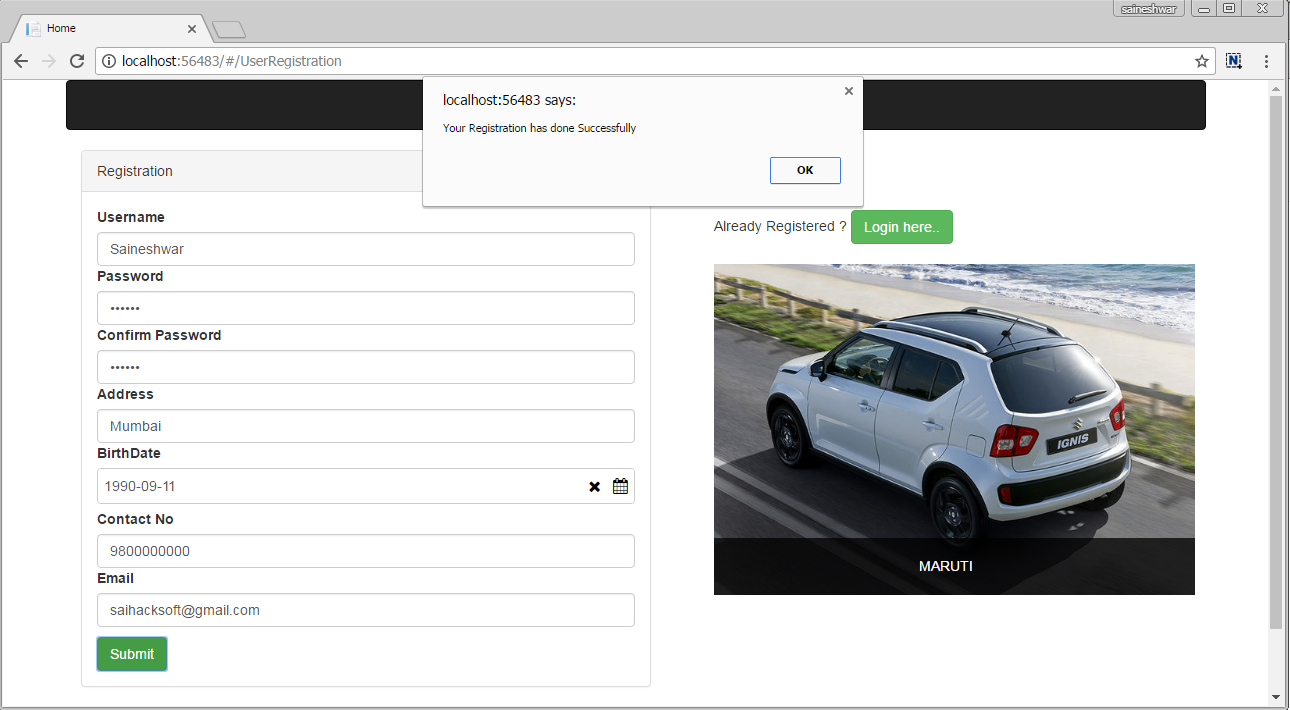 saineshwar
Home
localhost:56483/#/UserRegistration
N
localhost:56483 says:
Your Registration has done Successfully
OK
Registration
Username
Saineshwar
Password
••••••
Confirm Password
••••••
Address
Mumbai
BirthDate
1990-09-11
Contact No
9800000000
Email
saihacksoft@gmail.com
Submit
Already Registered ? Login here..
IGNIS
MARUTI